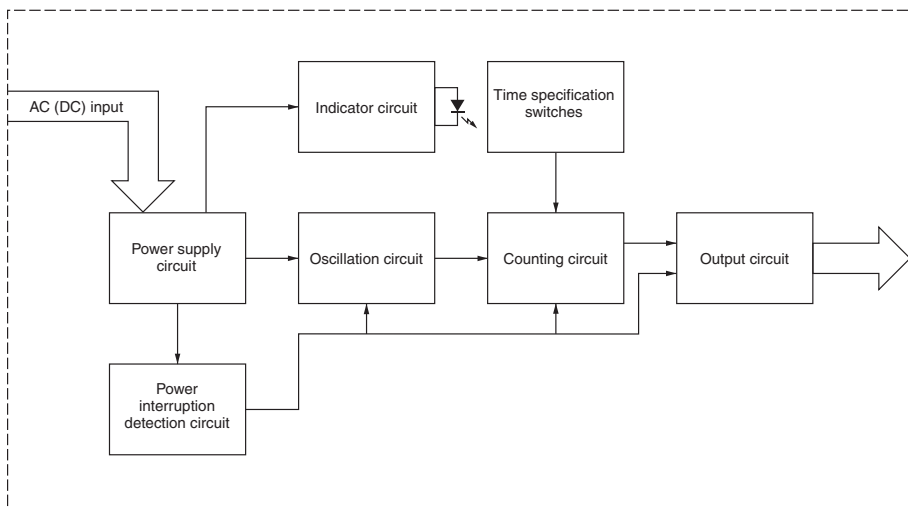 AC (DC) input
Indicator circuit
Time specification
switches
Power supply
circuit
Oscillation circuit
Counting circuit
Output circuit
Power
interruption
detection circuit